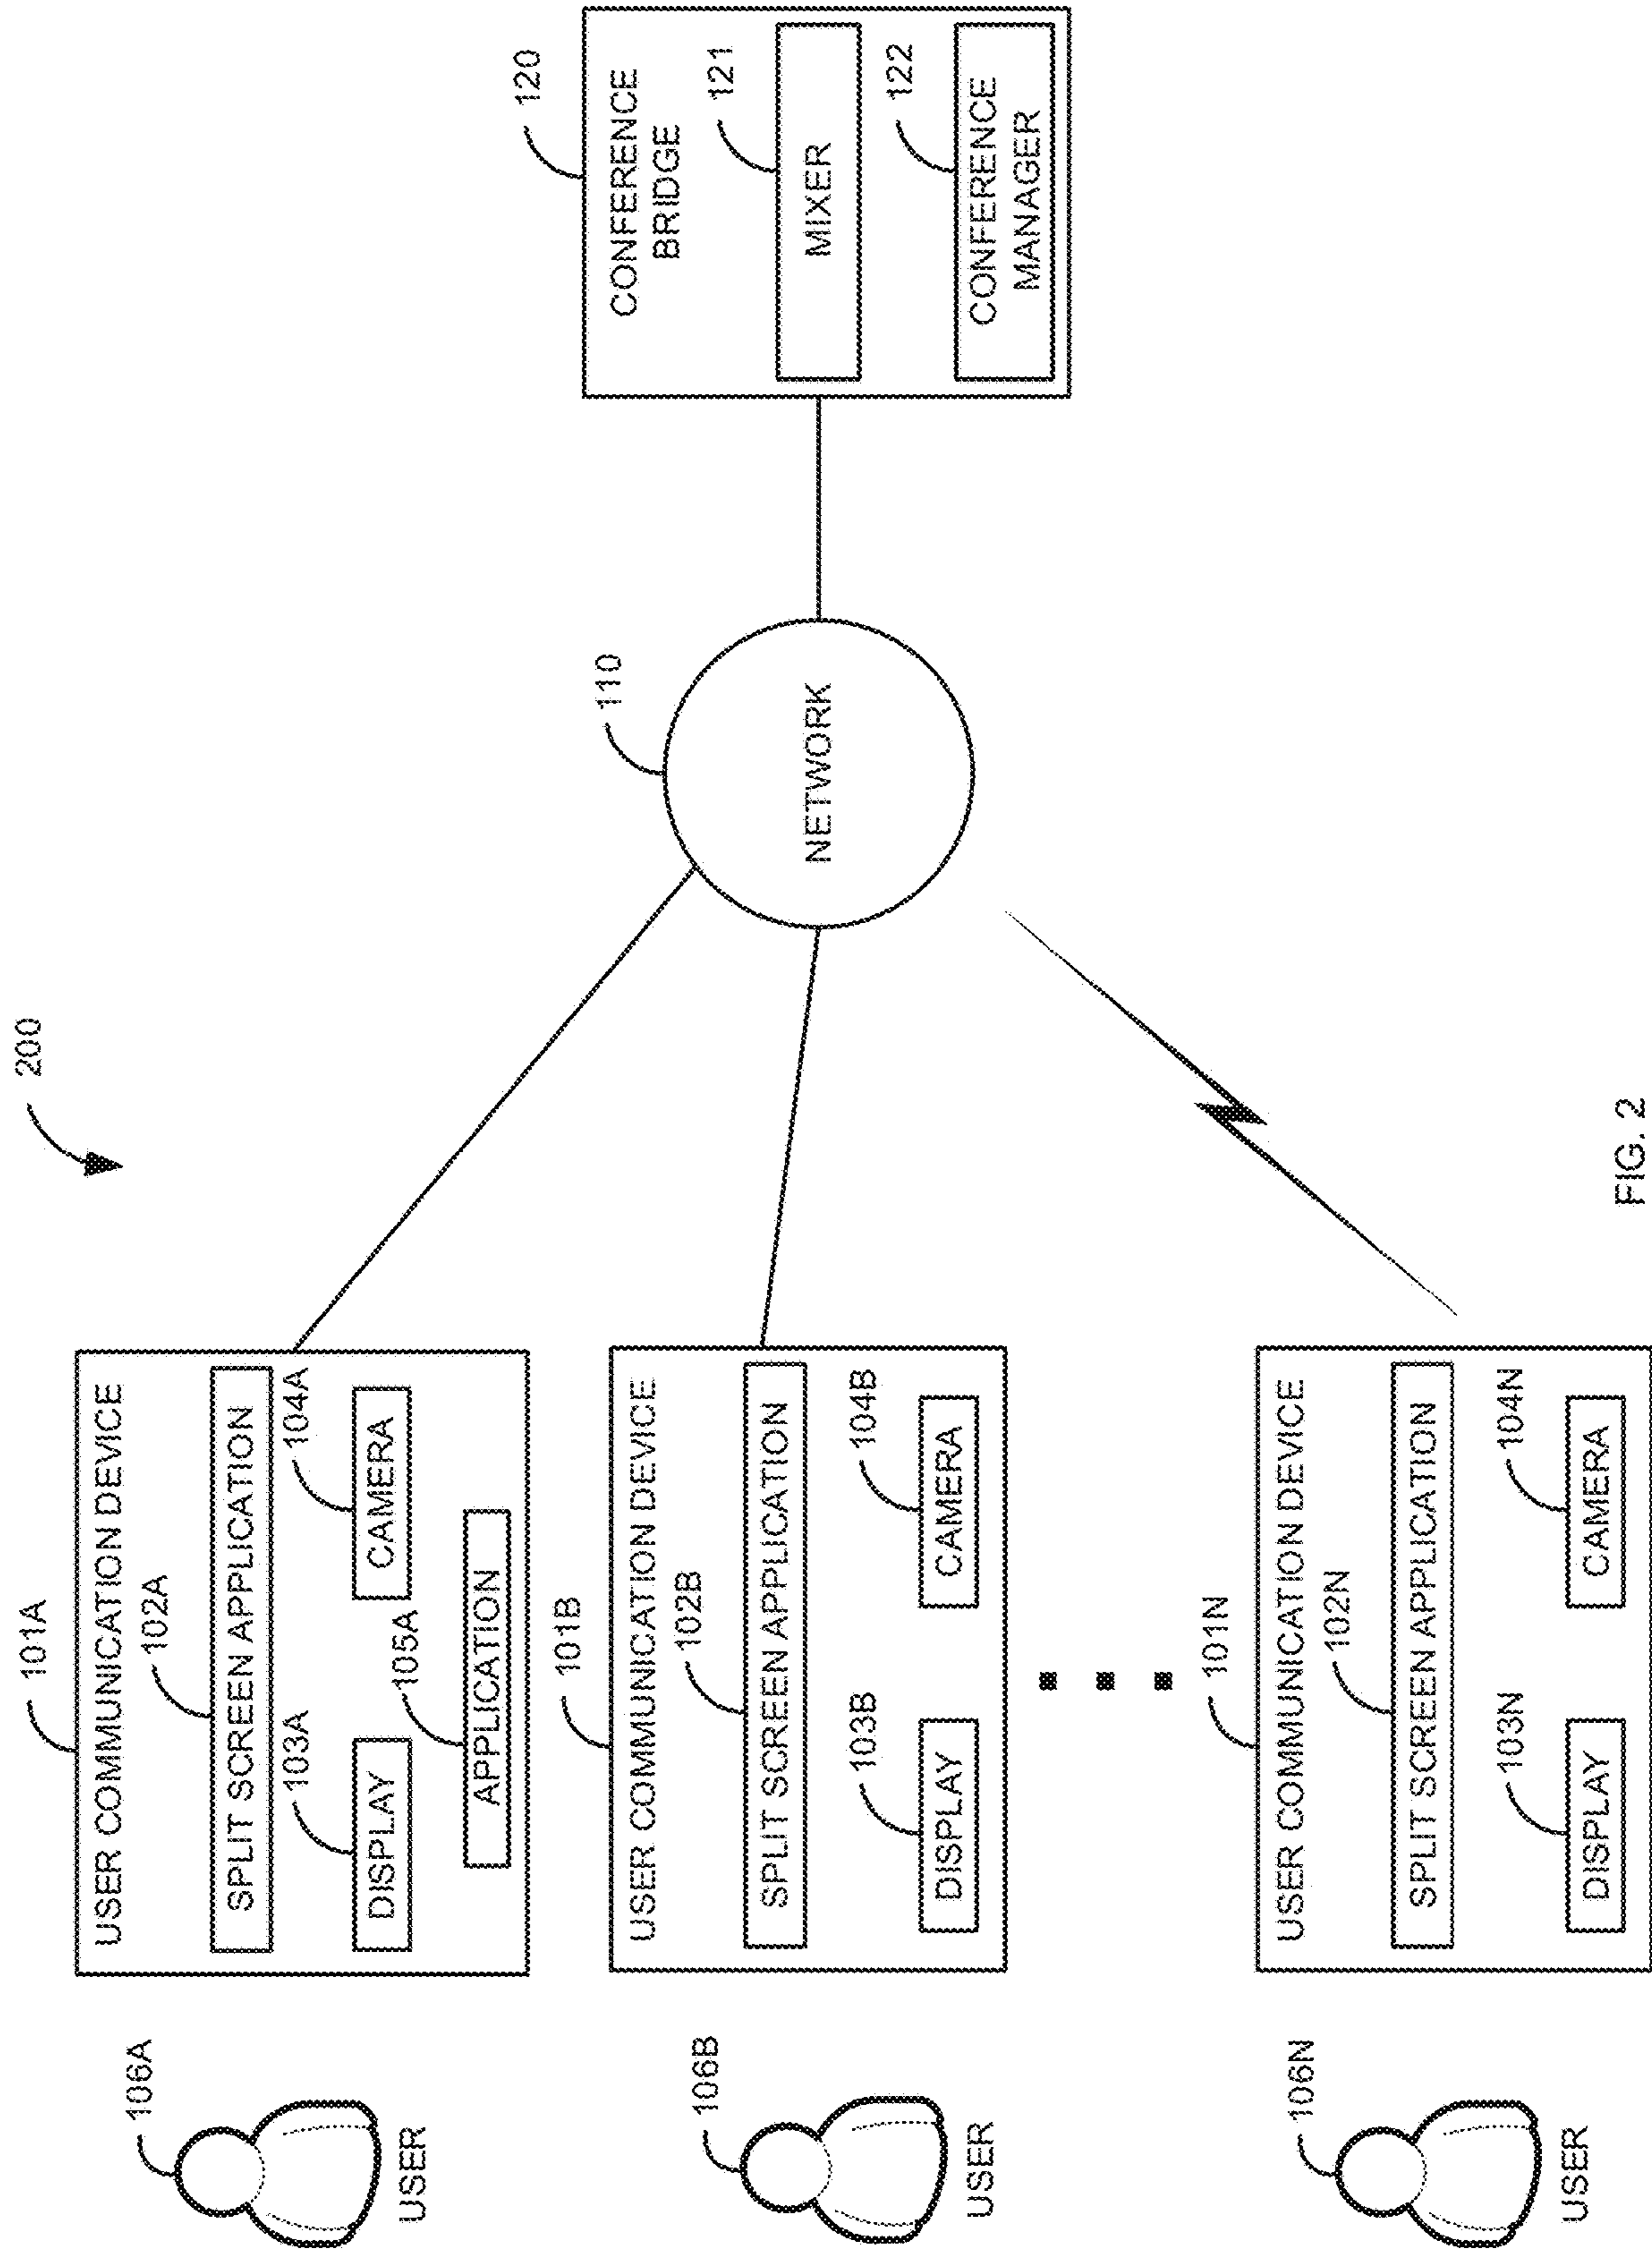 200
106A
USER
101A
USER COMMUNICATION DEVICE
102A
SPLIT SCREEN APPLICATION
103A
DISPLAY
104A
CAMERA
105A
APPLICATION
106B
USER
101B
USER COMMUNICATION DEVICE
102B
SPLIT SCREEN APPLICATION
103B
DISPLAY
104B
CAMERA
106N
USER
101N
USER COMMUNICATION DEVICE
102N
SPLIT SCREEN APPLICATION
103N
DISPLAY
104N
CAMERA
110
NETWORK
120
CONFERENCE
BRIDGE
121
MIXER
122
CONFERENCE
MANAGER
FIG. 2